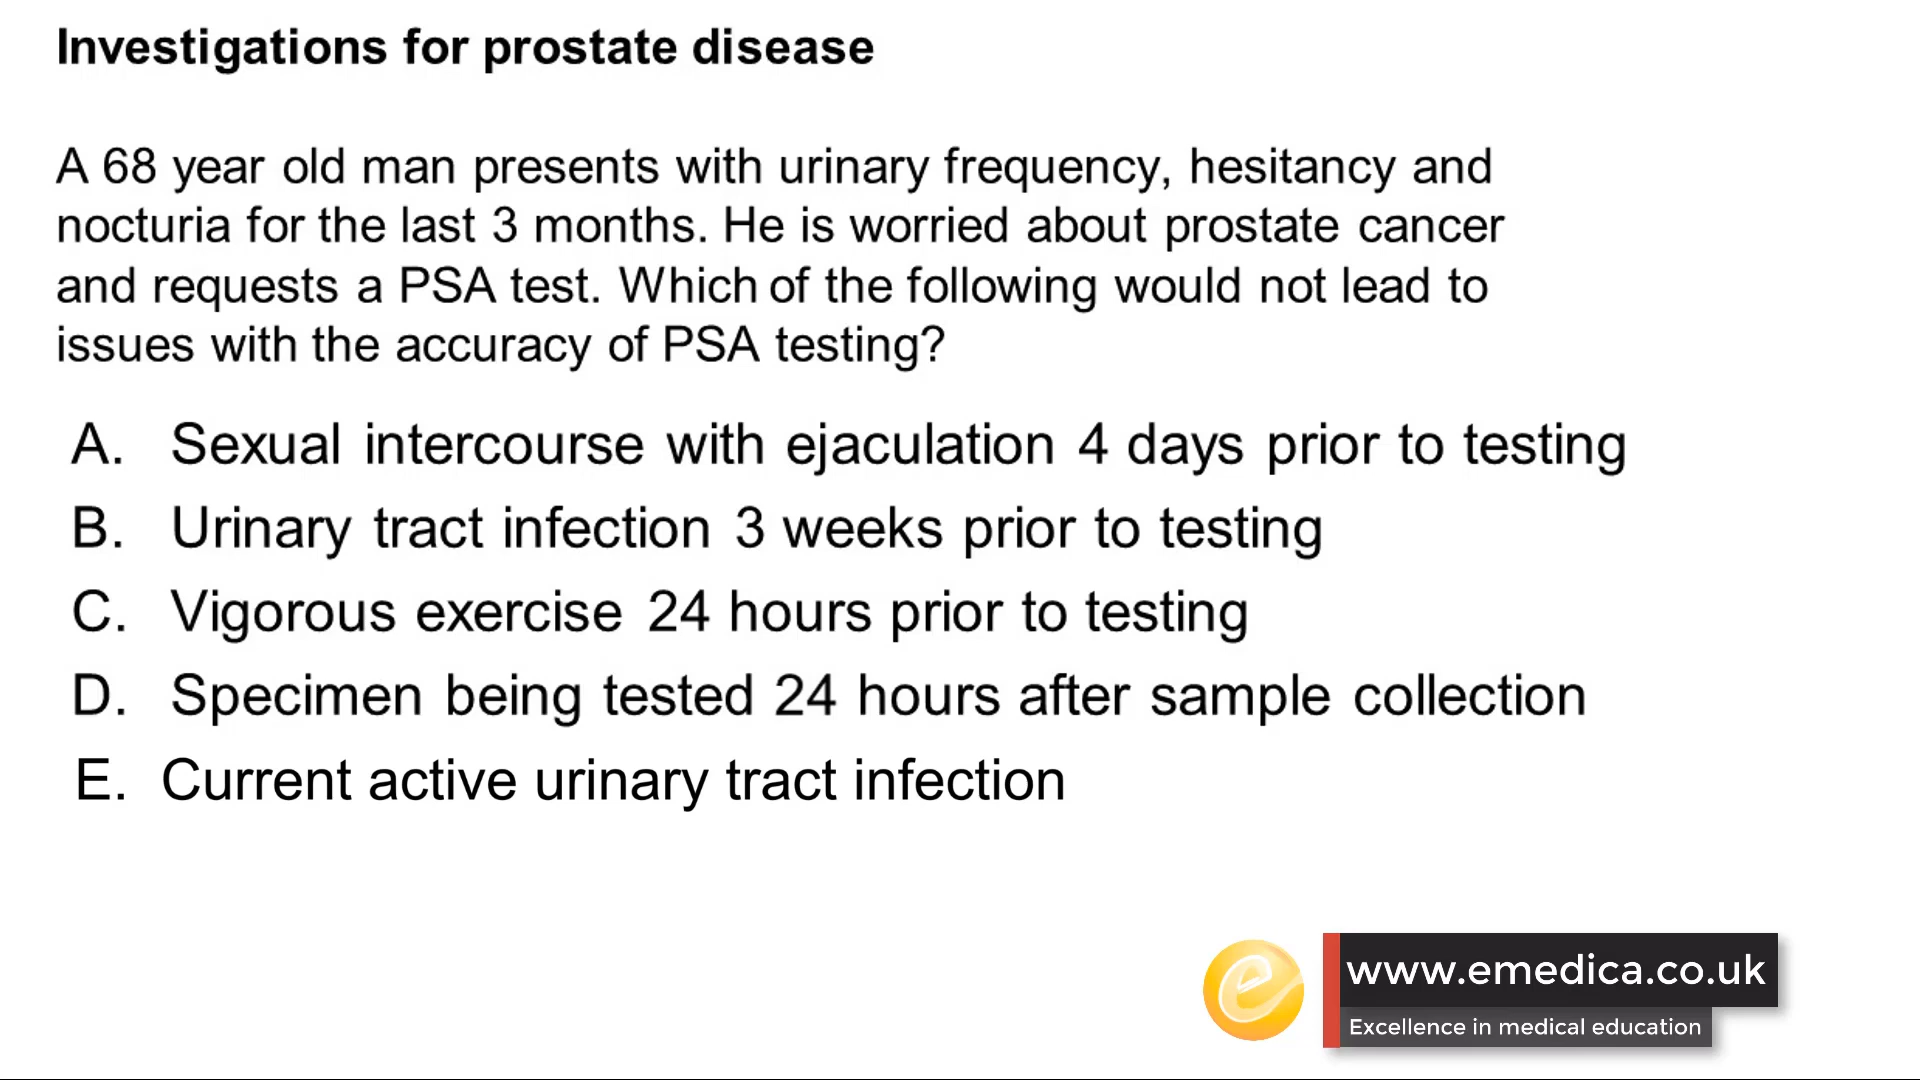 Investigations for prostate disease
A 68 year old man presents with urinary frequency, hesitancy and
nocturia for the last 3 months. He is worried about prostate cancer
and requests a PSA test. Which of the following would not lead to
issues with the accuracy of PSA testing?
A. Sexual intercourse with ejaculation 4 days prior to testing
B. Urinary tract infection 3 weeks prior to testing
C. Vigorous exercise 24 hours prior to testing
D. Specimen being tested 24 hours after sample collection
E. Current active urinary tract infection
e www.emedica.co.uk
Excellence in medical education